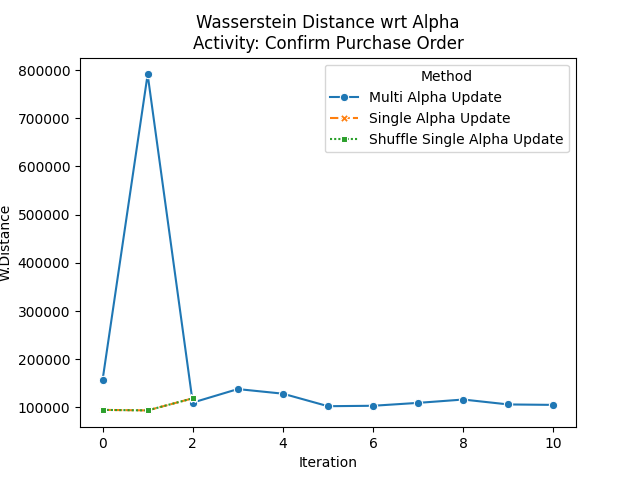 Wasserstein Distance wrt Alpha
Activity: Confirm Purchase Order
Method
Multi Alpha Update
Single Alpha Update
Shuffle Single Alpha Update
800000
700000
600000
500000
400000
300000
200000
100000
W.Distance
0
2
4
6
8
10
Iteration